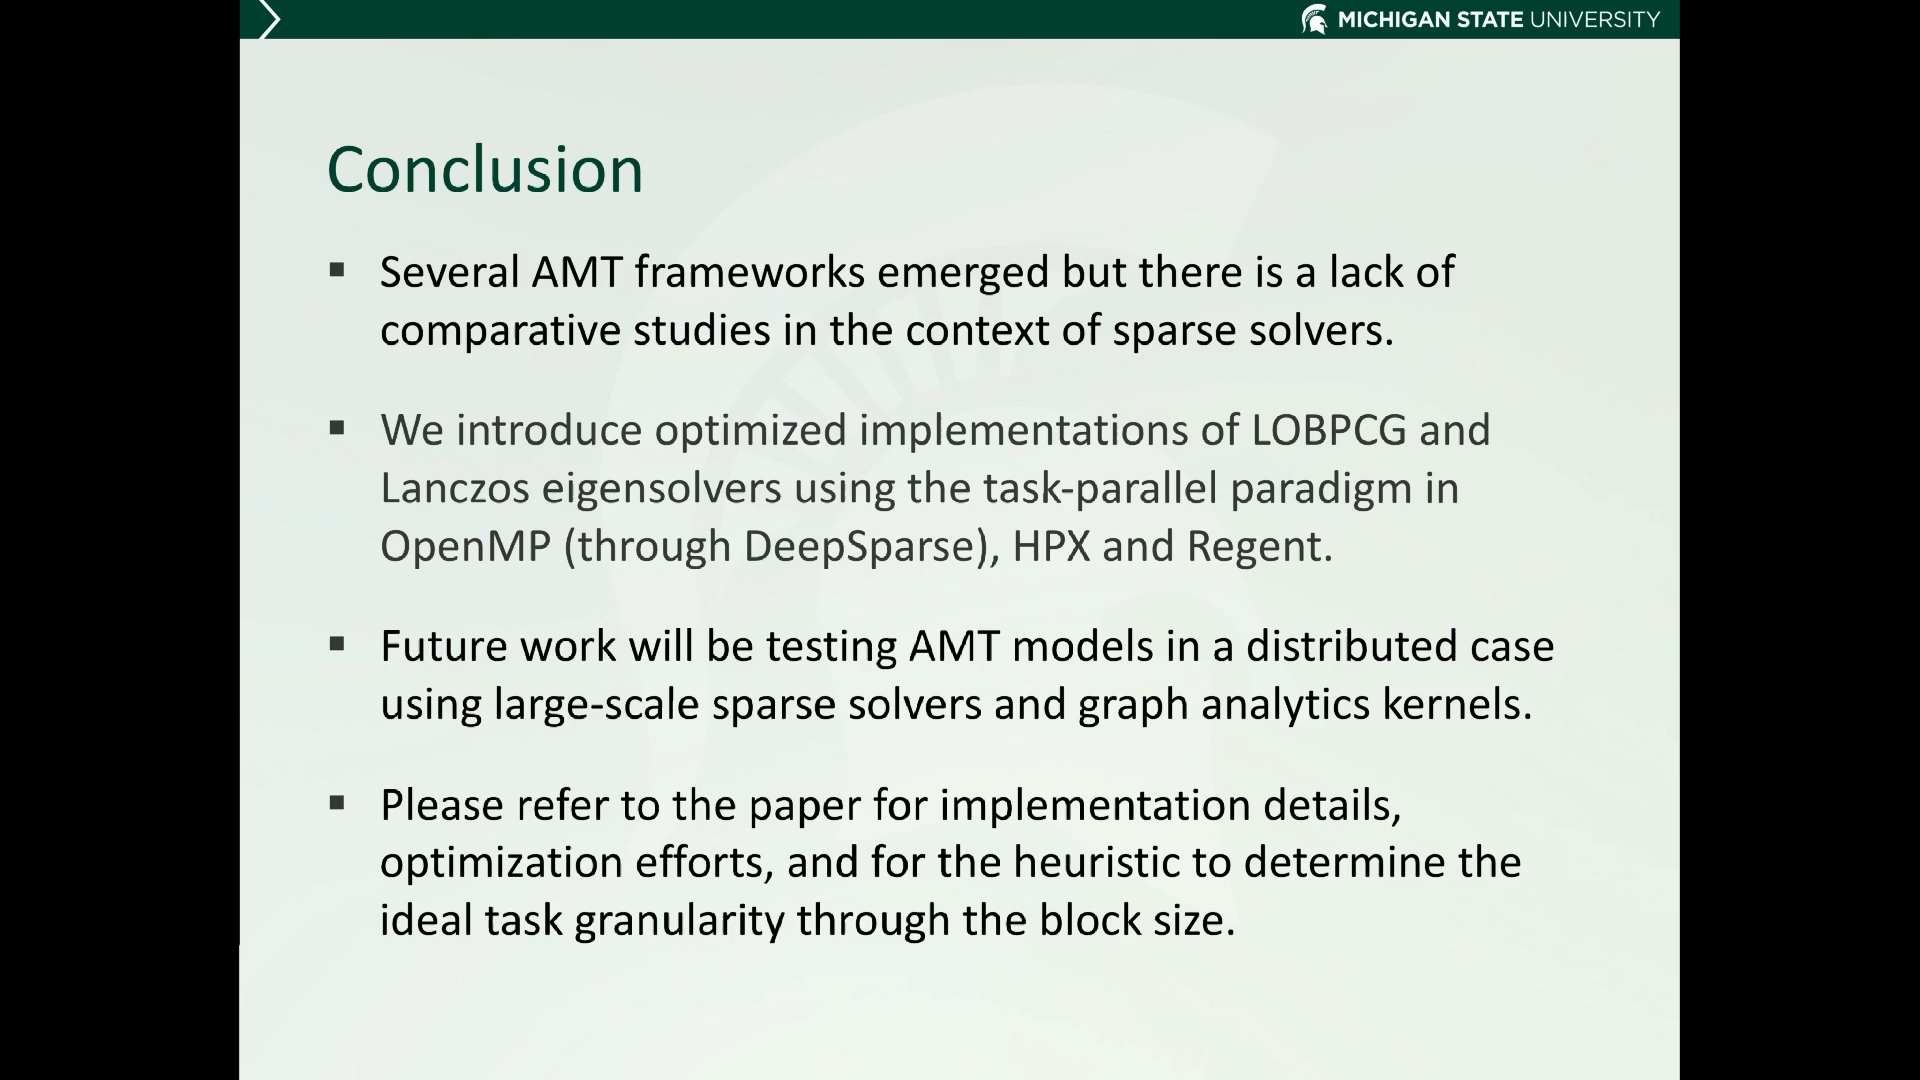 MICHIGAN STATE UNIVERSITY
Conclusion
▪ Several AMT frameworks emerged but there is a lack of
comparative studies in the context of sparse solvers.
▪ We introduce optimized implementations of LOBPCG and
Lanczos eigensolvers using the task-parallel paradigm in
OpenMP (through DeepSparse), HPX and Regent.
▪ Future work will be testing AMT models in a distributed case
using large-scale sparse solvers and graph analytics kernels.
▪ Please refer to the paper for implementation details,
optimization efforts, and for the heuristic to determine the
ideal task granularity through the block size.